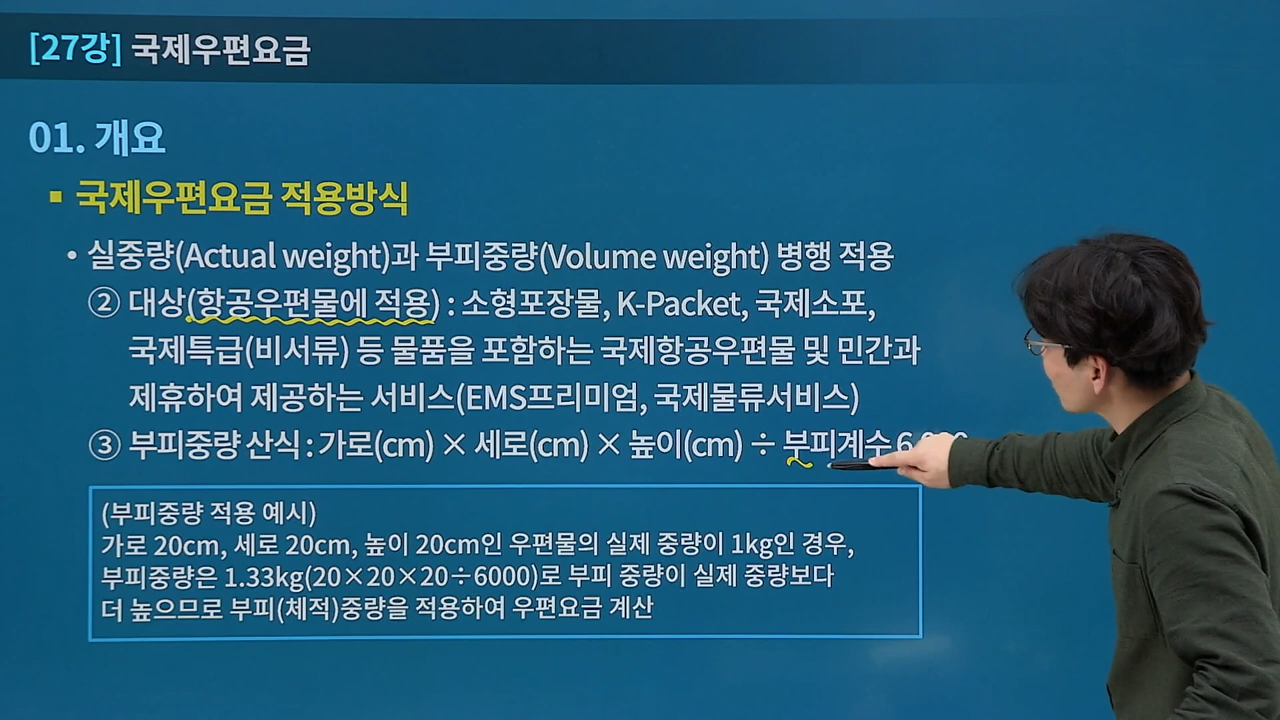 [27강] 국제우편요금
01. 개요
▪ 국제우편요금 적용방식
• 실중량(Actual weight)과 부피중량(Volume weight) 병행 적용
② 대상(항공우편물에 적용) : 소형포장물, K-Packet, 국제소포,
국제특급(비서류) 등 물품을 포함하는 국제항공우편물 및 민간과
제휴하여 제공하는 서비스(EMS프리미엄, 국제물류서비스)
③ 부피중량 산식 : 가로(cm) × 세로(cm) × 높이(cm) ÷ 부피계수
(부피중량 적용 예시)
가로 20cm, 세로 20cm, 높이 20cm인 우편물의 실제 중량이 1kg인 경우,
부피중량은 1.33kg(20×20×20÷6000)로 부피 중량이 실제 중량보다
더 높으므로 부피(체적)중량을 적용하여 우편요금 계산